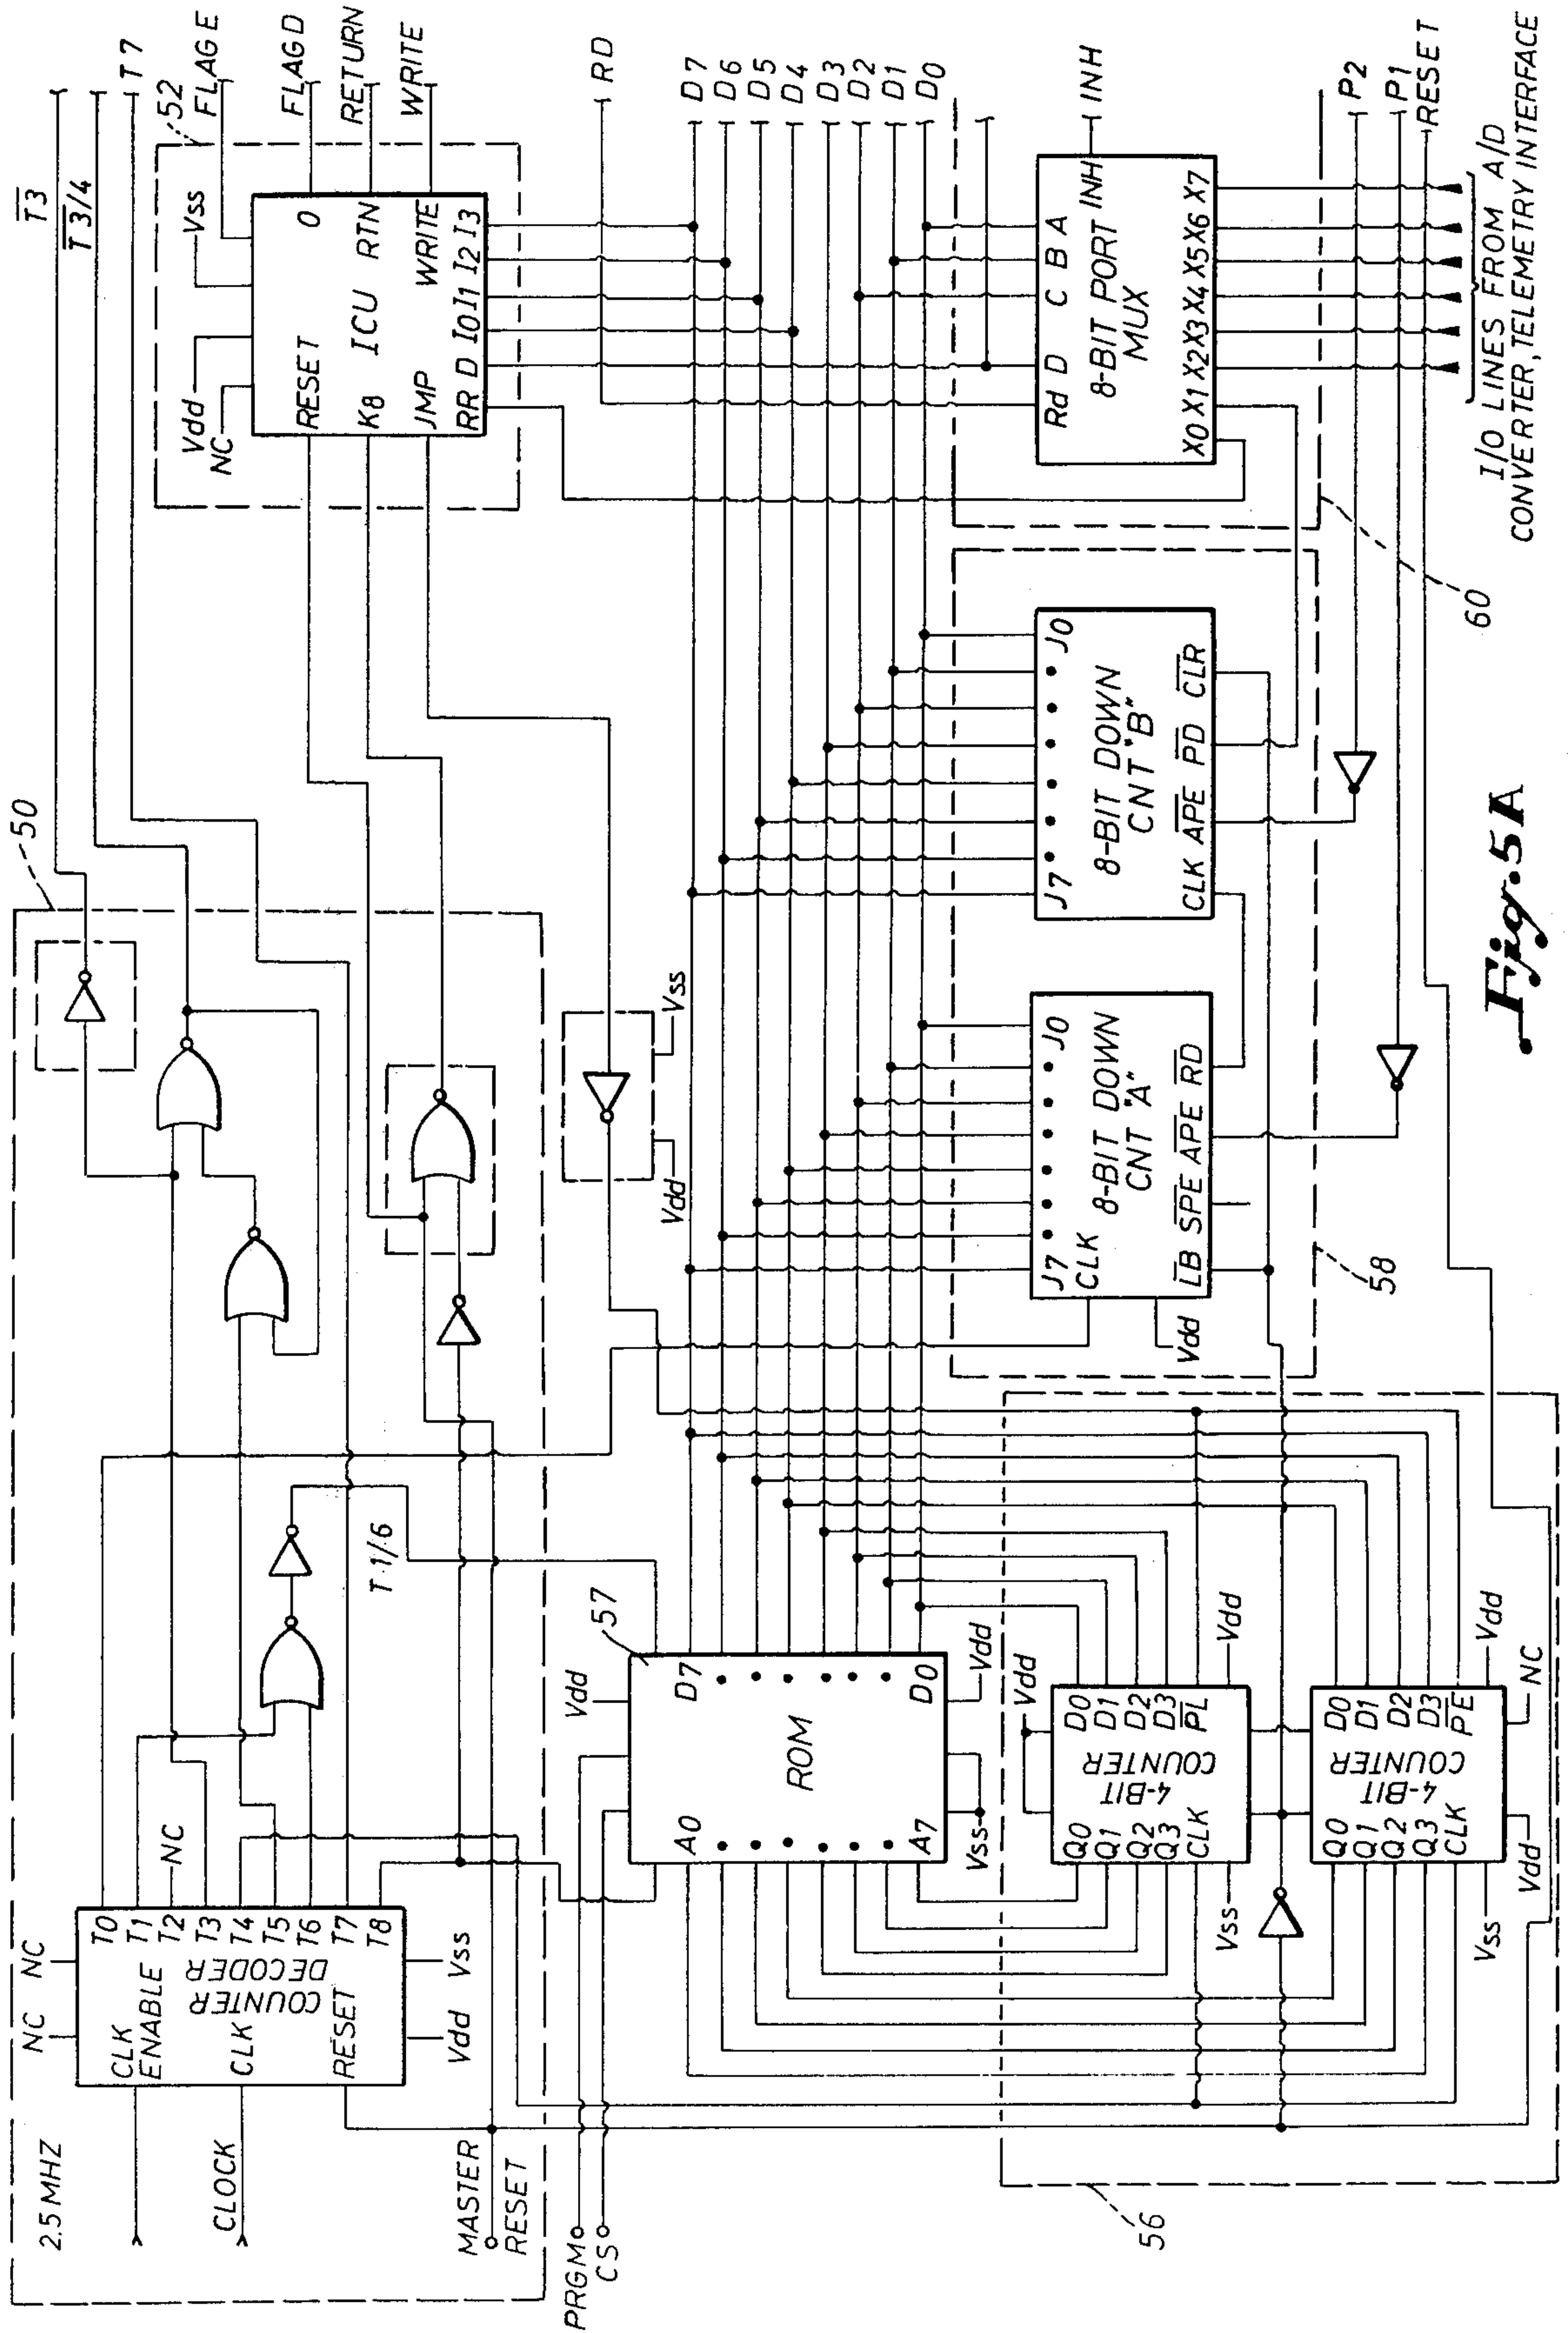 2.5 MHZ
CLOCK
MASTER
RESET
PRGM
CS
NC
NC
CLK
ENABLE
CLK
RESET
COUNTER
DECODER
T0
T1
T2
T3
T4
T5
T6
T7
T8
Vdd
Vss
NC
T 1/6
50
T3
T3/4
T7
52
FLAG E
FLAG D
RETURN
WRITE
Vdd
NC
Vss
RESET
O
K8
ICU
RTN
JMP
WRITE
RR D I0 I1 I2 I3
Vdd
Vss
RD
D7
D6
D5
D4
D3
D2
D1
D0
57
Vdd
A0
D7
ROM
A7
D0
Vss
Vdd
Vdd
Q0
Q1
Q2
Q3
CLK
4-BIT
COUNTER
D0
D1
D2
D3
PL
Vss
Vdd
Q0
Q1
Q2
Q3
CLK
4-BIT
COUNTER
D0
D1
D2
D3
PE
Vss
Vdd
Vdd
NC
56
J7
J0
CLK
8-BIT DOWN
CNT "A"
LB SPE APE RD
Vdd
58
J7
J0
8-BIT DOWN
CNT "B"
CLK APE PD CLR
Rd D C B A
8-BIT PORT
MUX
INH
X0 X1 X2 X3 X4 X5 X6 X7
INH
60
P2
P1
RESET
I/O LINES FROM A/D
CONVERTER, TELEMETRY INTERFACE
Fig. 5A